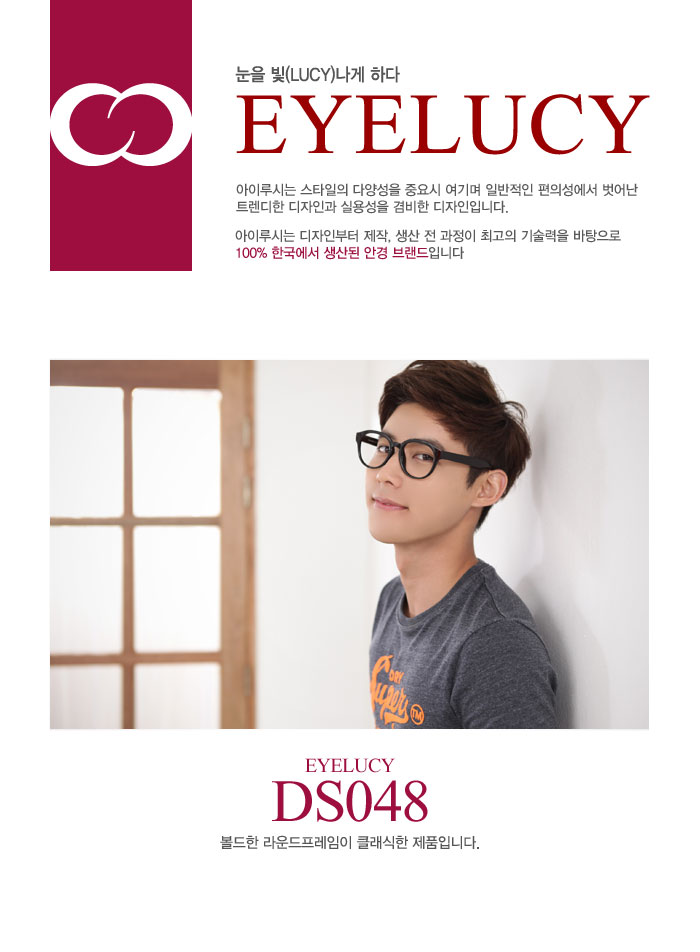 눈을 빛(LUCY)나게 하다
EYELUCY
아이루시는 스타일의 다양성을 중요시 여기며 일반적인 편의성에서 벗어난
트렌디한 디자인과 실용성을 겸비한 디자인입니다.
아이루시는 디자인부터 제작, 생산 전 과정이 최고의 기술력을 바탕으로
100% 한국에서 생산된 안경 브랜드입니다
DRY
Super
TM
EYELUCY
DS048
볼드한 라운드프레임이 클래식한 제품입니다.